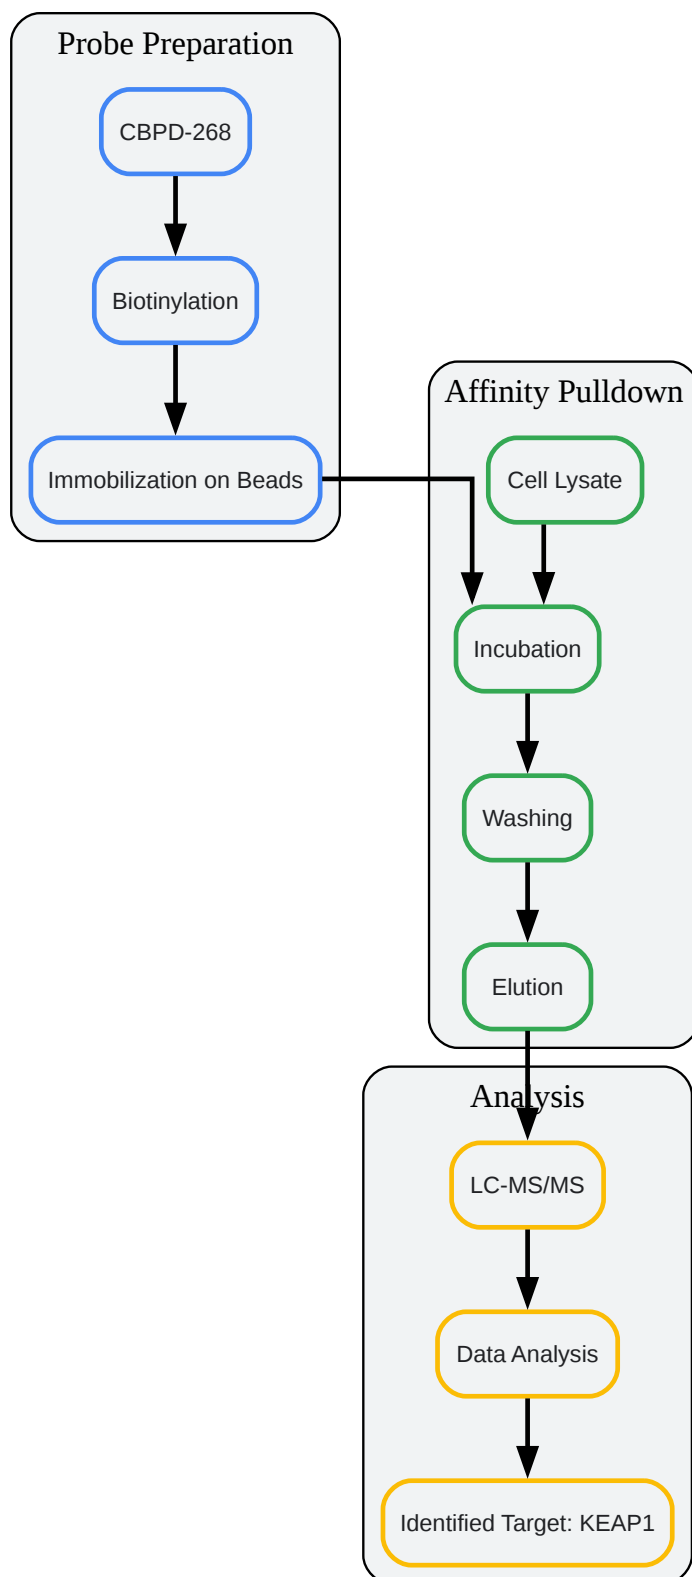 Probe Preparation
CBPD-268
Biotinylation
Immobilization on Beads
Affinity Pulldown
Cell Lysate
Incubation
Washing
Elution
Analysis
LC-MS/MS
Data Analysis
Identified Target: KEAP1